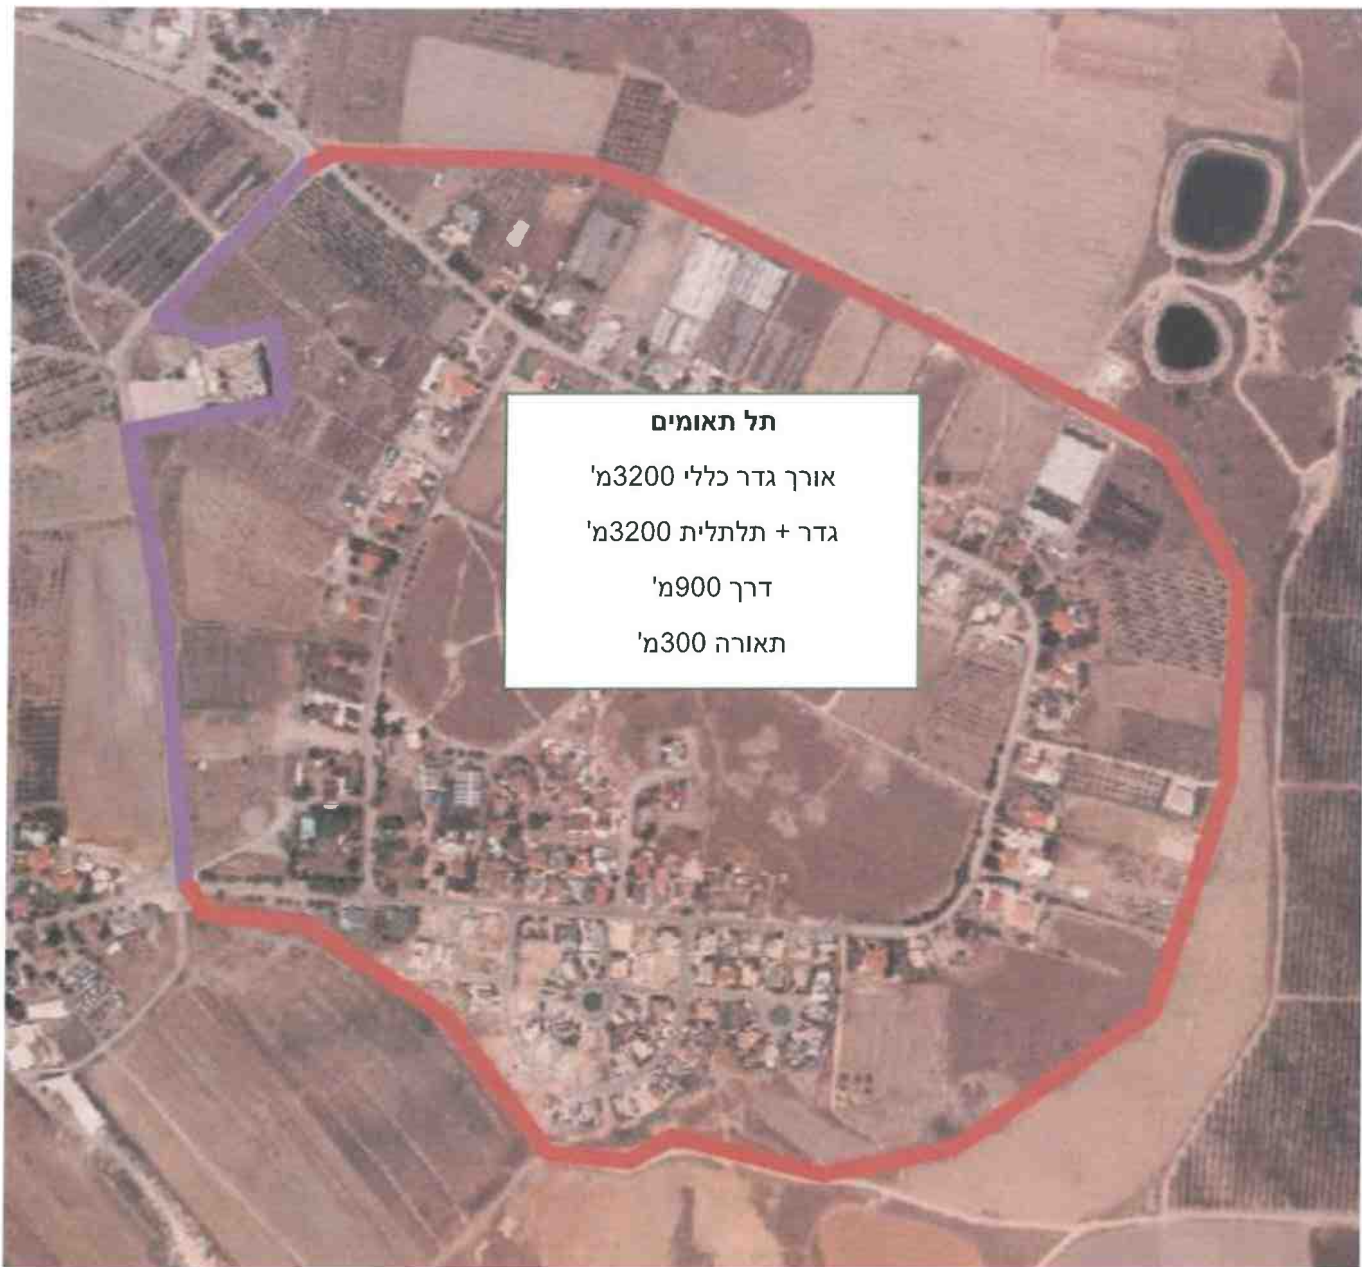 תל תאומים
אורך גדר כללי 3200מ'
גדר + תלתלית 3200מ'
דרך 900מ'
תאורה 300מ'